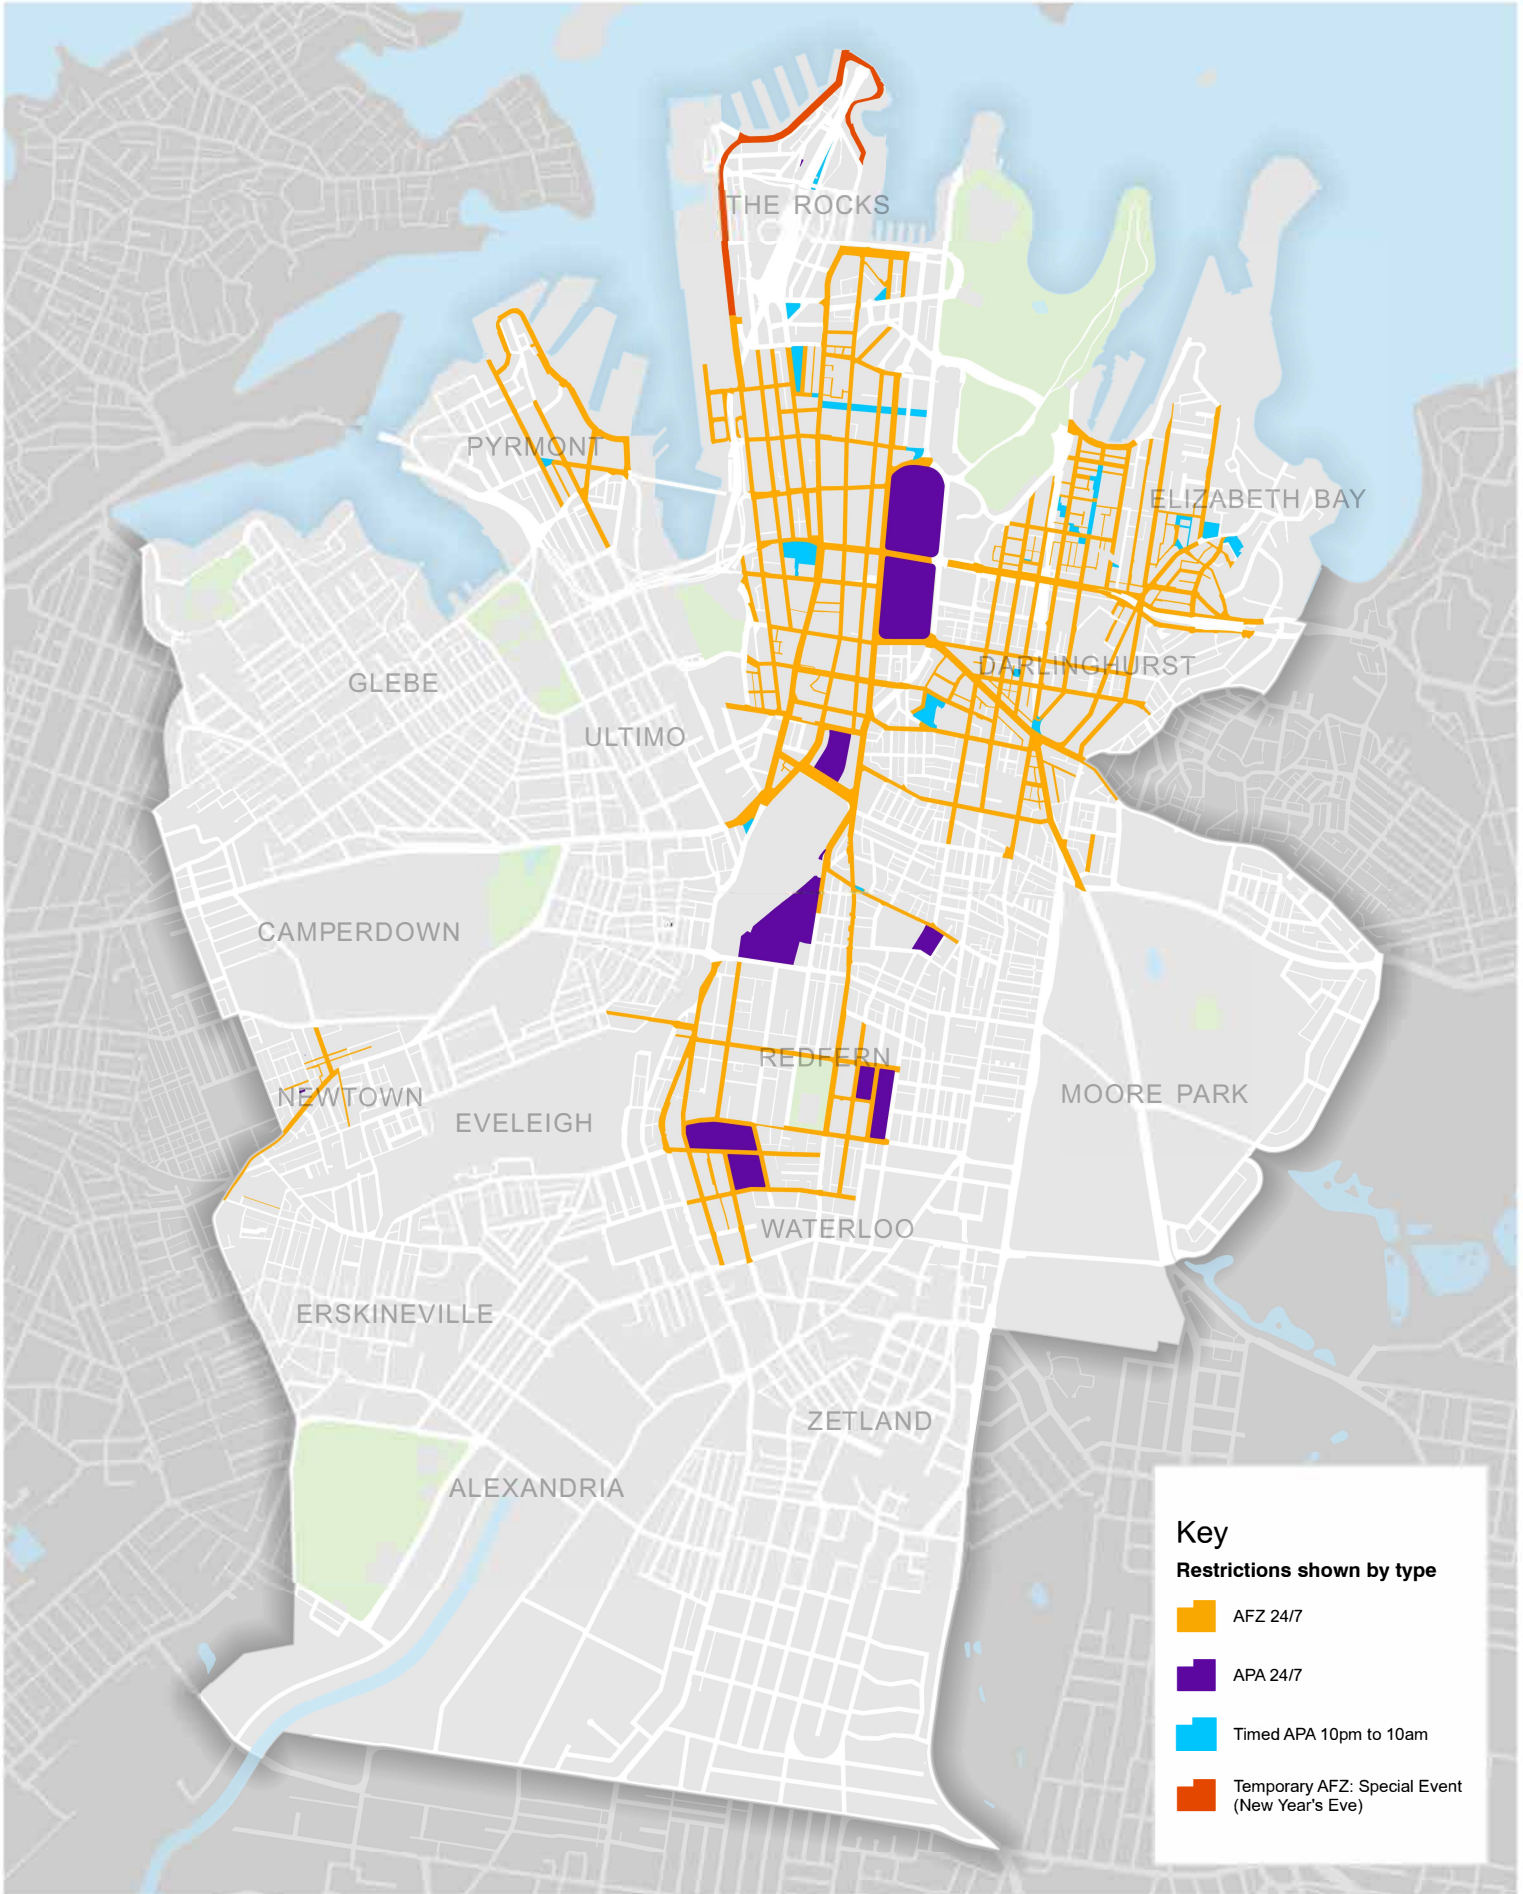 THE ROCKS
PYRMONT
ELIZABETH BAY
DARLINGHURST
GLEBE
ULTIMO
CAMPERDOWN
REDFERN
MOORE PARK
NEWTOWN
EVELEIGH
WATERLOO
ERSKINEVILLE
ZETLAND
ALEXANDRIA
Key
Restrictions shown by type
AFZ 24/7
APA 24/7
Timed APA 10pm to 10am
Temporary AFZ: Special Event
(New Year's Eve)